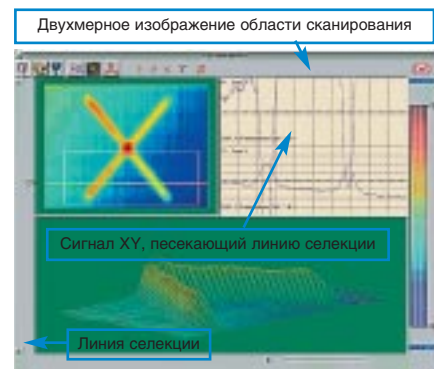 Двухмерное изображение области сканирования
Сигнал XY, песекающий линию селекции
Линия селекции